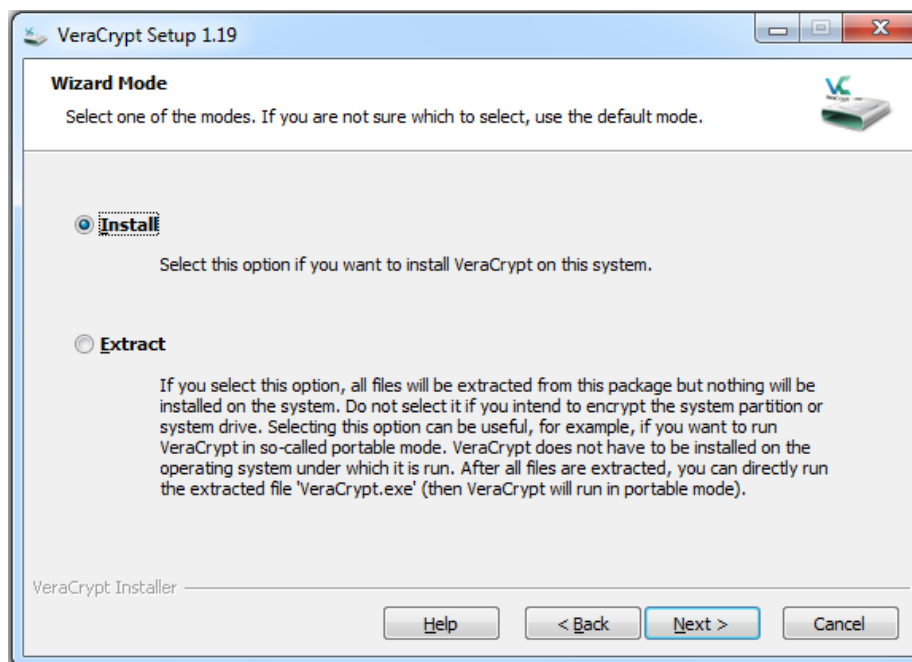 VeraCrypt Setup 1.19
Wizard Mode
Select one of the modes. If you are not sure which to select, use the default mode.
VC
Install
Select this option if you want to install VeraCrypt on this system.
Extract
If you select this option, all files will be extracted from this package but nothing will be
installed on the system. Do not select it if you intend to encrypt the system partition or
system drive. Selecting this option can be useful, for example, if you want to run
VeraCrypt in so-called portable mode. VeraCrypt does not have to be installed on the
operating system under which it is run. After all files are extracted, you can directly run
the extracted file 'VeraCrypt.exe' (then VeraCrypt will run in portable mode).
VeraCrypt Installer
Help < Back Next > Cancel